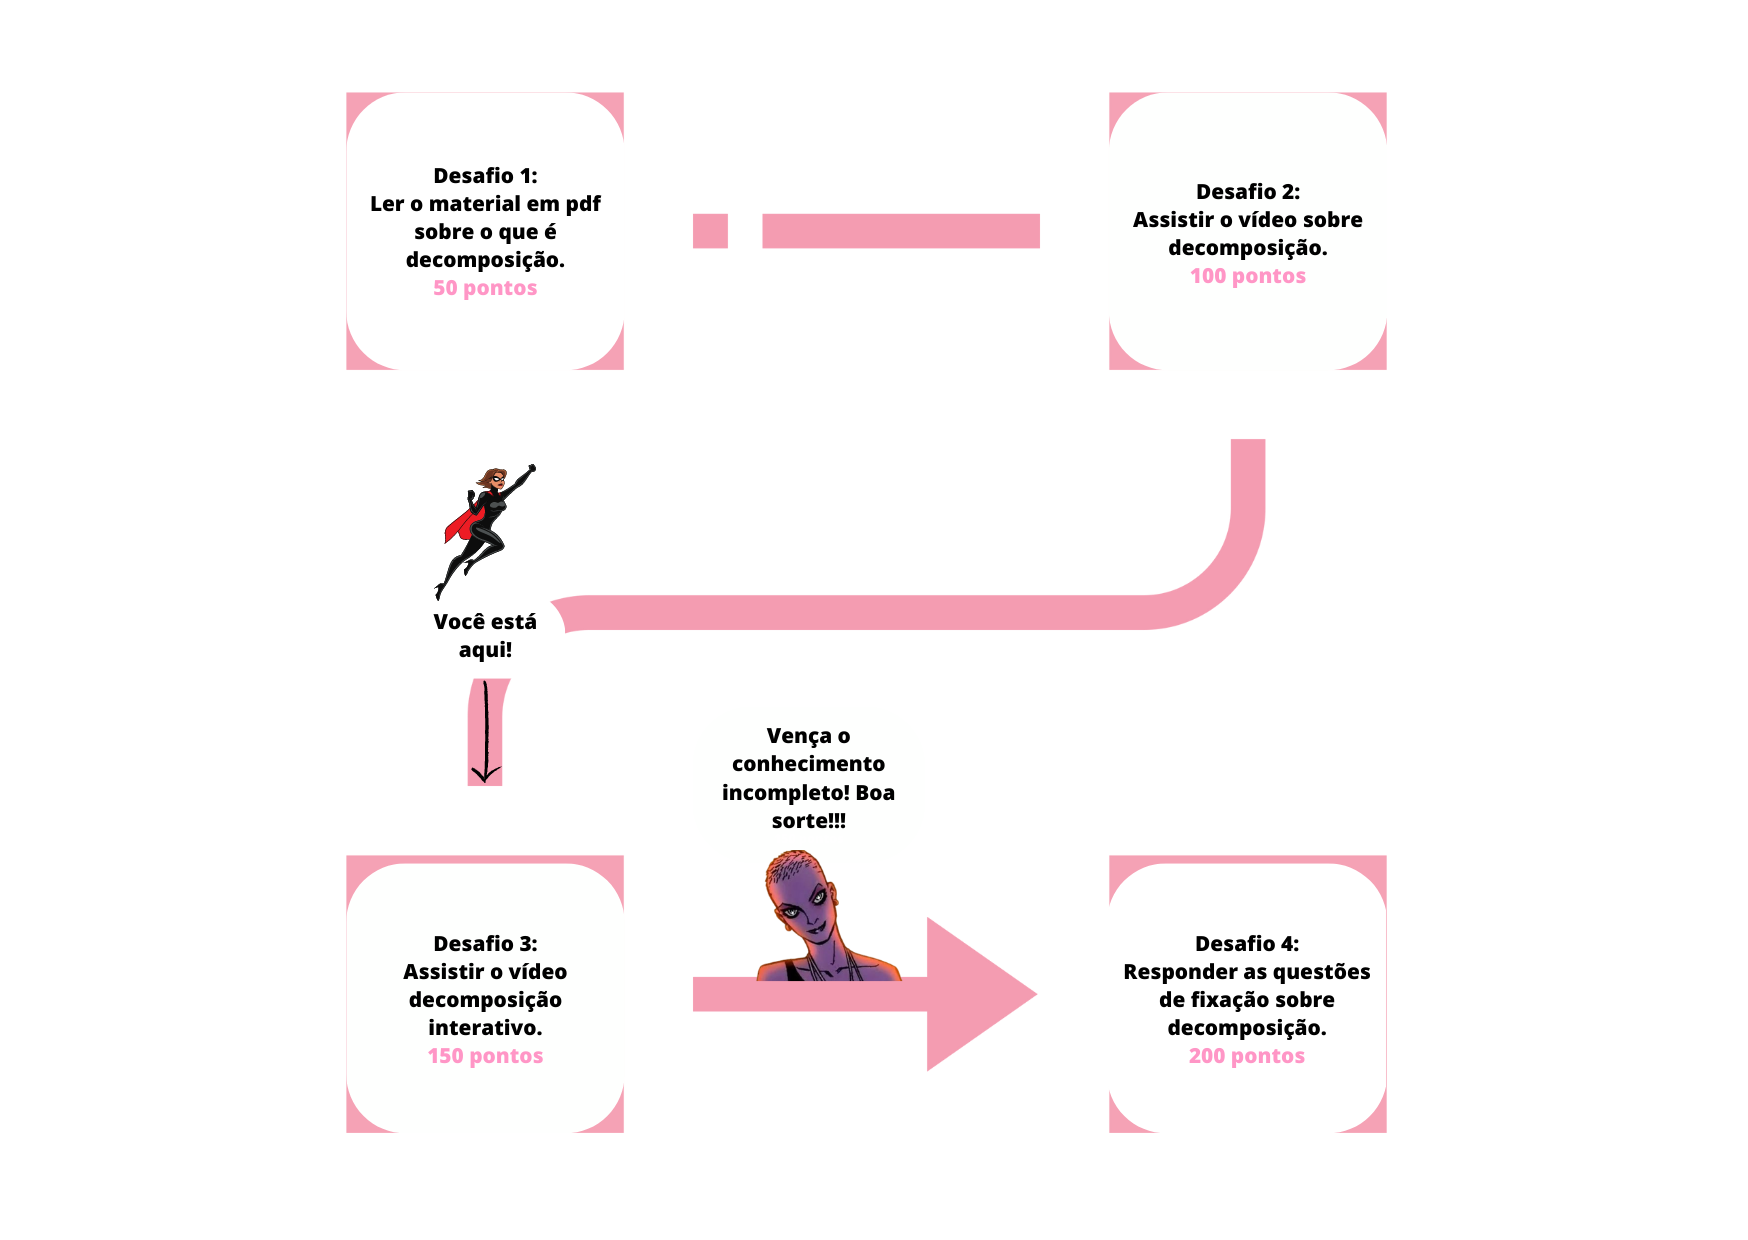 Desafio 1:
Ler o material em pdf
sobre o que é
decomposição.
50 pontos
Desafio 2:
Assistir o vídeo sobre
decomposição.
100 pontos
Você está
aqui!
Vença o
conhecimento
incompleto! Boa
sorte!!!
Desafio 3:
Assistir o vídeo
decomposição
interativo.
150 pontos
Desafio 4:
Responder as questões
de fixação sobre
decomposição.
200 pontos